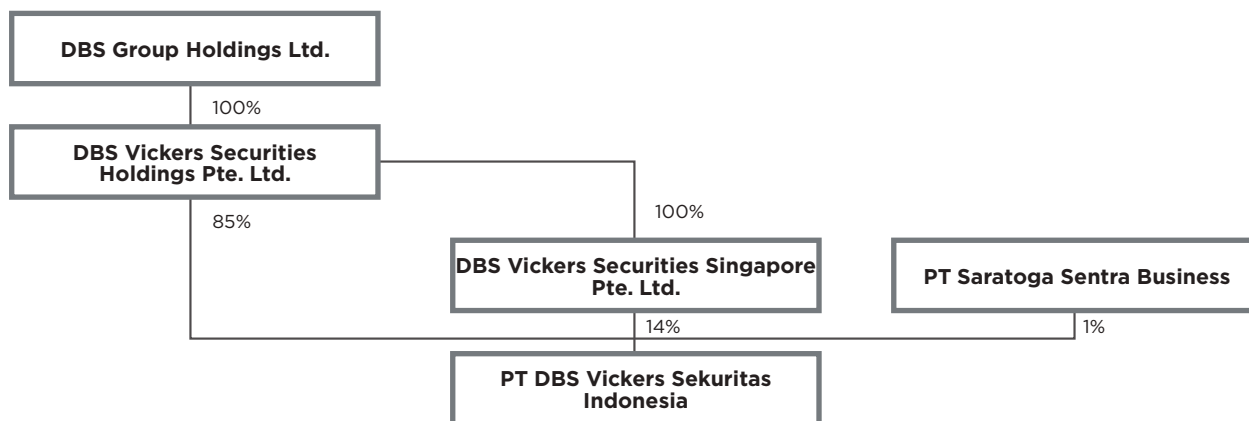 DBS Group Holdings Ltd.
100%
DBS Vickers Securities
Holdings Pte. Ltd.
85%
100%
DBS Vickers Securities Singapore
Pte. Ltd.
PT Saratoga Sentra Business
14%
1%
PT DBS Vickers Sekuritas
Indonesia